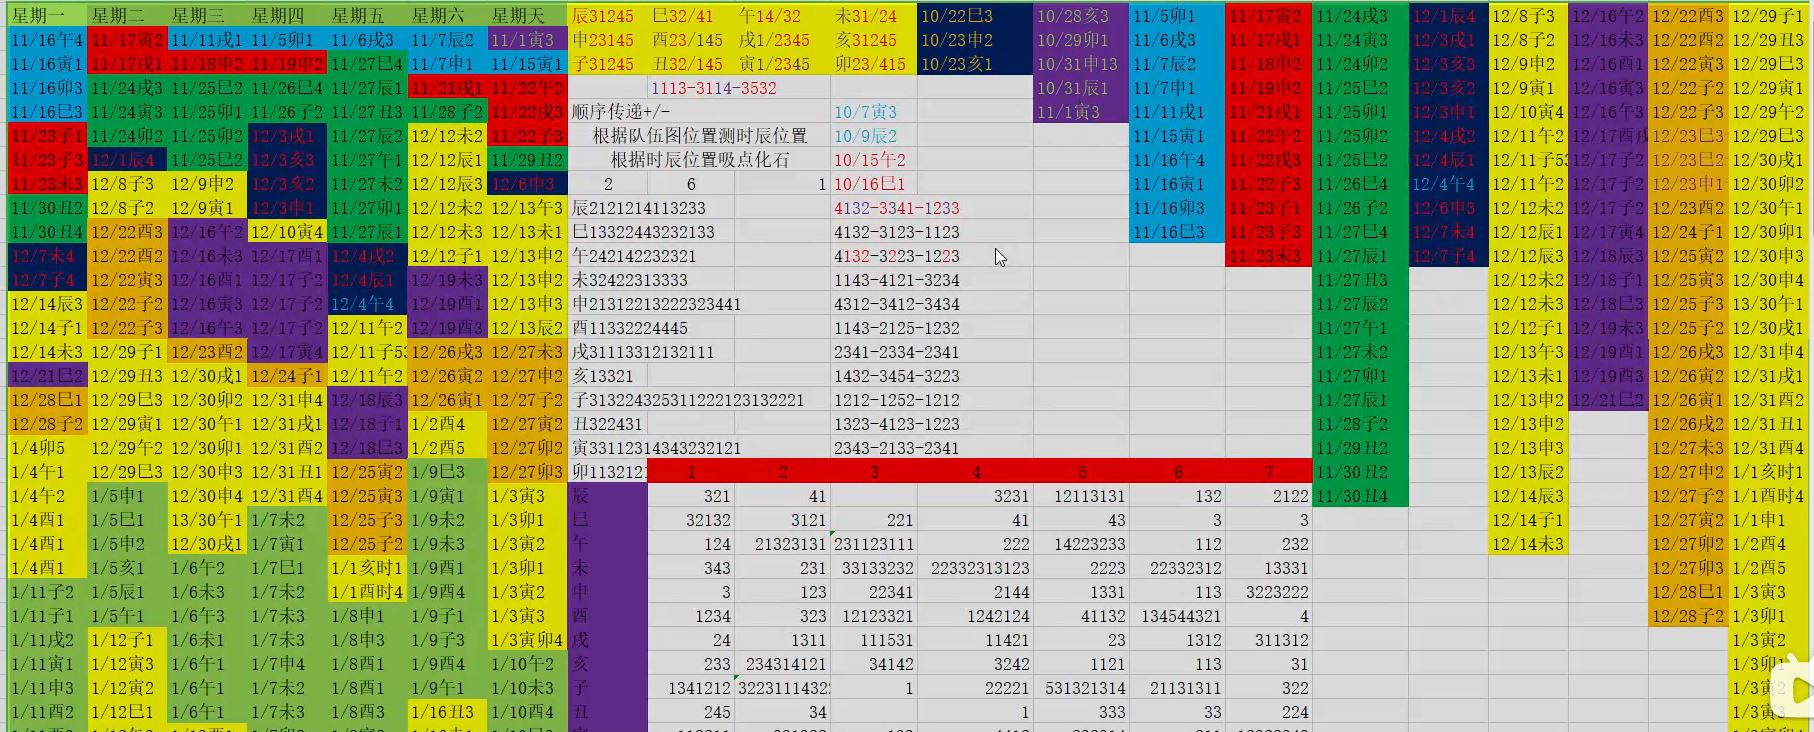 星期一 星期二 星期三 星期四 星期五 星期六 星期天 辰31245 巳32/41 午14/32 未31/24 10/22巳3 10/28亥3 11/5卯1 11/17寅2 11/24戌3 12/1辰4 12/8子3 12/16午2 12/22酉3 12/29子1
11/16午4 11/17寅2 11/11戌1 11/5卯1 11/6戌3 11/7辰2 11/1寅3 申23145 酉23/145 戌1/2345 亥31245 10/23申2 10/29卯1 11/6戌3 11/17戌1 11/24寅3 12/3戌1 12/8子2 12/16未3 12/22酉2 12/29丑3
11/16寅1 11/17戌1 11/18申2 11/19申2 11/27巳4 11/7申1 11/15寅1 子31245 丑32/145 寅1/2345 卯23/415 10/23亥1 10/31申13 11/7辰2 11/18申2 11/24卯2 12/3亥3 12/9申2 12/16酉1 12/22寅3 12/29巳3
11/16卯3 11/24戌3 11/25巳2 11/26巳4 11/27辰1 11/21戌1 11/22午2 1113-3114-3532 10/31辰1 11/7申1 11/19申2 11/25巳2 12/3亥2 12/9寅1 12/16寅3 12/22子2 12/29寅1
11/16巳3 11/24寅3 11/25卯1 11/26子2 11/27丑3 11/28子2 11/22戌3 顺序传递+/- 10/7寅3 11/1寅3 11/11戌1 11/21戌1 11/25卯1 12/3申1 12/10寅4 12/16午3 12/22子3 12/29午2
11/23子1 11/24卯2 11/25卯2 12/3戌1 11/27辰2 12/12未2 11/22子3 根据队伍图位置测时辰位置 10/9辰2 11/15寅1 11/22午2 11/25卯2 12/4戌2 12/11午2 12/23巳3 12/29巳3
11/23子3 12/1辰4 11/25巳2 12/3亥3 11/27午1 12/12辰1 11/29丑2 根据时辰位置吸点化石 10/15午2 11/16午4 11/22戌3 11/25巳2 12/4辰1 12/17子2 12/23巳2 12/30戌1
11/23未3 12/8子3 12/9申2 12/3亥2 11/27未2 12/12辰3 12/6申3 2 6 1 10/16巳1 11/16寅1 11/22子3 11/26巳4 12/4午4 12/11午2 12/17子2 12/23申1 12/30卯2
11/30丑2 12/8子2 12/9寅1 12/3申1 11/27卯1 12/12未2 12/13午3 辰2121214113233 4132-3341-1233 11/16卯3 11/23子1 11/26子2 12/6申3 12/12未2 12/17子2 12/23酉2 12/30午1
11/30丑4 12/22酉3 12/16午2 12/10寅4 11/27辰1 12/12子2 12/13未1 巳13322443232133 4132-3123-1123 11/16巳3 11/23子3 11/27巳4 12/7未4 12/12辰1 12/17寅4 12/24子1 12/30卯1
12/7未4 12/22酉2 12/16未3 12/17酉1 12/4戌2 12/12子1 12/13申2 午242142232321 4132-3223-1223 11/23未3 11/27辰1 12/7子4 12/12辰3 12/18辰3 12/25寅2 12/30申3
12/7子4 12/22寅3 12/16酉1 12/17子2 12/4辰1 12/19未3 12/13申2 未32422313333 1143-4121-3234 11/27丑3 12/12未2 12/18子1 12/25寅3 12/30申4
12/14辰3 12/22子2 12/16寅3 12/17子2 12/4午4 12/19酉1 12/13申3 申21312213222323441 4312-3412-3434 11/27辰2 12/12未3 12/18巳3 12/25子3 13/30午1
12/14子1 12/22子3 12/16午3 12/17子2 12/11午2 12/19酉3 12/13辰2 酉11332224445 1143-2125-1232 11/27午1 12/12子1 12/19未3 12/25子2 12/30戌1
12/14未3 12/29子1 12/23酉2 12/17寅4 12/26戌3 12/27未3 戌31113312132111 2341-2334-2341 11/27未2 12/13午3 12/19酉1 12/26戌3 12/31申4
12/21巳2 12/29丑3 12/30戌1 12/24子1 12/11午2 12/26寅2 12/27申2 亥13321 1432-3454-3223 11/27卯1 12/13未1 12/19酉3 12/26寅2 12/31戌1
12/28巳1 12/29巳3 12/30卯2 12/31申4 12/18辰3 12/26寅1 12/27子2 子313224325311222123132221 1212-1252-1212 11/27辰1 12/13申2 12/21巳2 12/26寅1 12/31酉2
12/28子2 12/29寅1 12/30午1 12/31戌1 12/18子1 1/2酉4 12/27寅2 丑322431 1323-4123-1223 11/28子2 12/13申2 12/26戌2 12/31丑1
1/4卯5 12/29午2 12/30卯1 12/31酉2 12/18巳3 1/2酉5 12/27卯2 寅33112314343232121 2343-2133-2341 11/29丑2 12/13申3 12/27未3 12/31酉4
1/4午1 12/29巳3 12/30申3 12/31丑1 12/25寅2 1/9巳3 12/27卯3 1 2 3 4 5 6 7 11/30丑2 12/13辰2 12/27申2 1/1亥时1
1/4午2 1/5申1 12/30申4 12/31酉4 12/25寅3 1/9寅1 1/3寅3 辰 321 41 3231 12113131 132 2122 11/30丑4 12/14辰3 12/27子2 1/1酉时4
1/4酉1 1/5巳1 13/30午1 1/7未2 12/25子3 1/9未2 1/3卯1 巳 32132 3121 221 41 43 3 3 12/14子1 12/27寅2 1/1申1
1/4酉1 1/5申2 12/30戌1 1/7寅1 12/25子2 1/9未3 1/3寅2 午 124 21323131 231123111 222 14223233 112 232 12/14未3 12/27卯2 1/2酉4
1/4酉1 1/5亥1 1/6午2 1/7巳1 1/1亥时1 1/9酉1 1/3卯1 未 343 231 33133232 22332313123 2223 22332312 13331 12/27卯3 1/2酉5
1/11子2 1/5辰1 1/6未3 1/7未2 1/1酉时4 1/9酉4 1/3寅2 申 3 123 22341 2144 1331 113 3223222 12/28巳1 1/3寅3
1/11子1 1/5午1 1/6午3 1/7未3 1/8申1 1/9子1 1/3寅3 酉 1234 323 12123321 1242124 41132 134544321 4 12/28子2 1/3卯1
1/11戌2 1/12子1 1/6未1 1/7未3 1/8申3 1/9子3 1/3寅卯4 戌 24 1311 111531 11421 23 1312 311312 1/3寅2
1/11寅1 1/12寅3 1/6午1 1/7申4 1/8酉1 1/9酉4 1/10午2 亥 233 234314121 34142 3242 1121 113 31 1/3卯1
1/11申3 1/12寅2 1/6午1 1/7未2 1/8酉1 1/9午1 1/10未3 子 1341212 1 22221 531321314 21131311 322
1/11酉2 1/12巳1 1/6午1 1/7未3 1/8酉3 1/16丑3 1/10酉4 丑 245 34 1 333 33 224